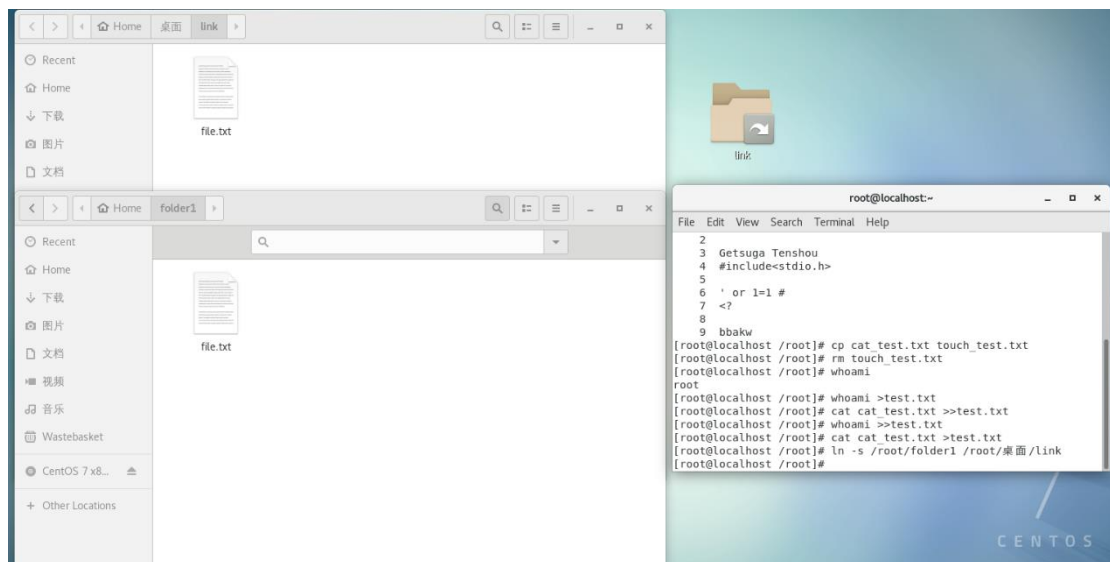 Home 桌面 link
Recent
Home
下载
图片
文档
file.txt
link
Home folder1
Recent
Home
下载
图片
文档
视频
音乐
Wastebasket
CentOS 7 x8...
+ Other Locations
file.txt
root@localhost:~
File Edit View Search Terminal Help
2
3 Getsuga Tenshou
4 #include<stdio.h>
5
6 ' or 1=1 #
7 <?
8
9 bbakw
[root@localhost /root]# cp cat_test.txt touch_test.txt
[root@localhost /root]# rm touch_test.txt
[root@localhost /root]# whoami
root
[root@localhost /root]# whoami >test.txt
[root@localhost /root]# cat cat_test.txt >>test.txt
[root@localhost /root]# whoami >>test.txt
[root@localhost /root]# cat cat_test.txt >test.txt
[root@localhost /root]# ln -s /root/folder1 /root/桌面/link
[root@localhost /root]#
CENTOS